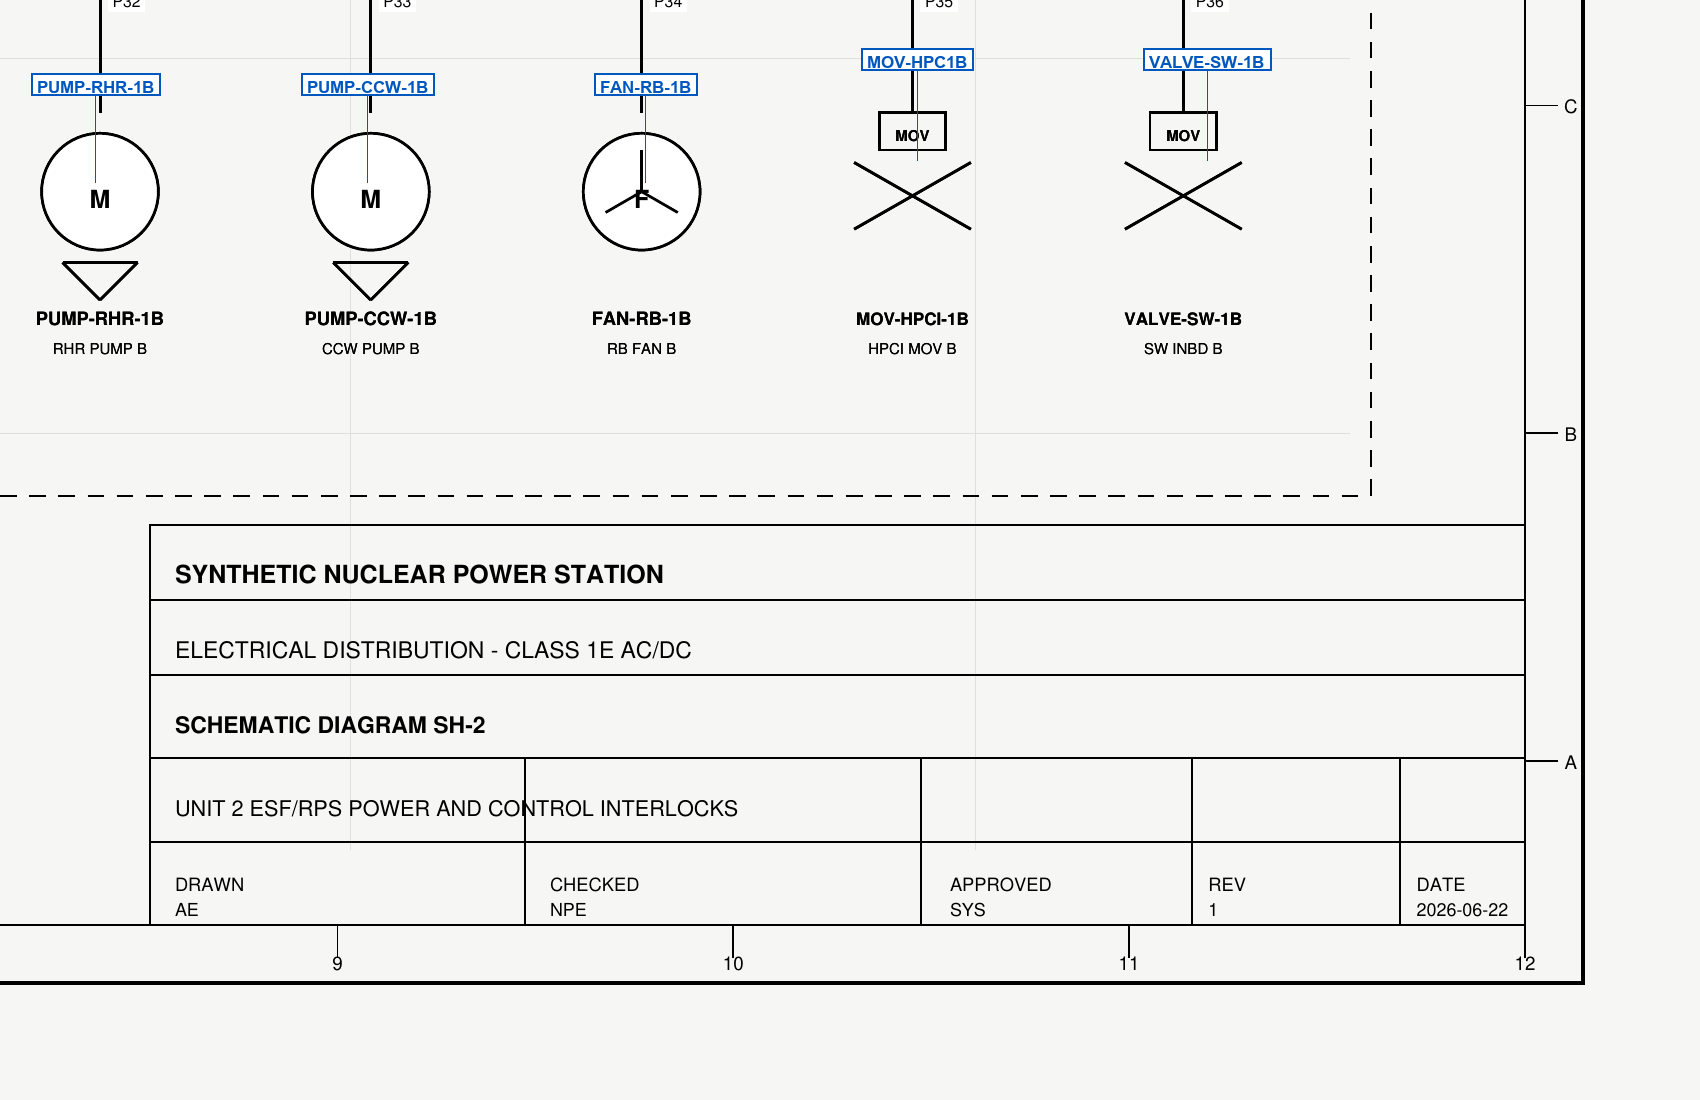 P32
P33
P34
P35
P36
PUMP-RHR-1B
PUMP-CCW-1B
FAN-RB-1B
MOV-HPC1B
VALVE-SW-1B
C
MOV
MOV
M
M
F
PUMP-RHR-1B
PUMP-CCW-1B
FAN-RB-1B
MOV-HPCI-1B
VALVE-SW-1B
RHR PUMP B
CCW PUMP B
RB FAN B
HPCI MOV B
SW INBD B
B
SYNTHETIC NUCLEAR POWER STATION
ELECTRICAL DISTRIBUTION - CLASS 1E AC/DC
SCHEMATIC DIAGRAM SH-2
A
UNIT 2 ESF/RPS POWER AND CONTROL INTERLOCKS
DRAWN
AE
CHECKED
NPE
APPROVED
SYS
REV
1
DATE
2026-06-22
9
10
11
12